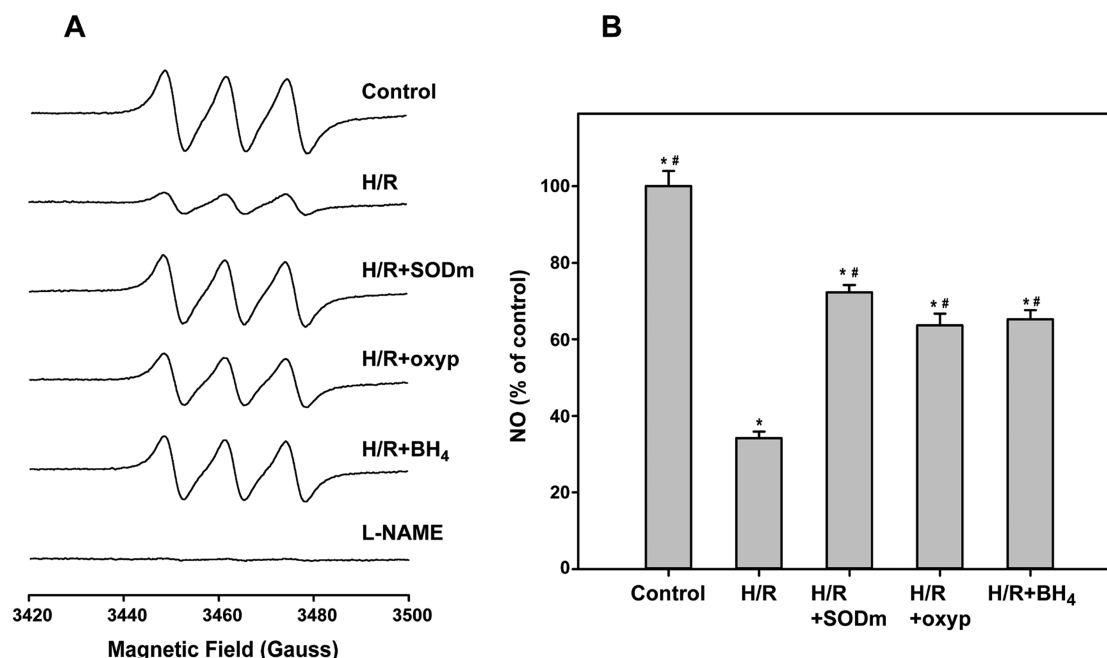 A
Control
H/R
H/R+SODm
H/R+oxyp
H/R+BH₄
L-NAME
3420 3440 3460 3480 3500
Magnetic Field (Gauss)
B
NO (% of control)
100
80
60
40
20
0
* #
*
* #
* #
* #
Control H/R H/R H/R H/R+BH₄
+SODm +oxyp